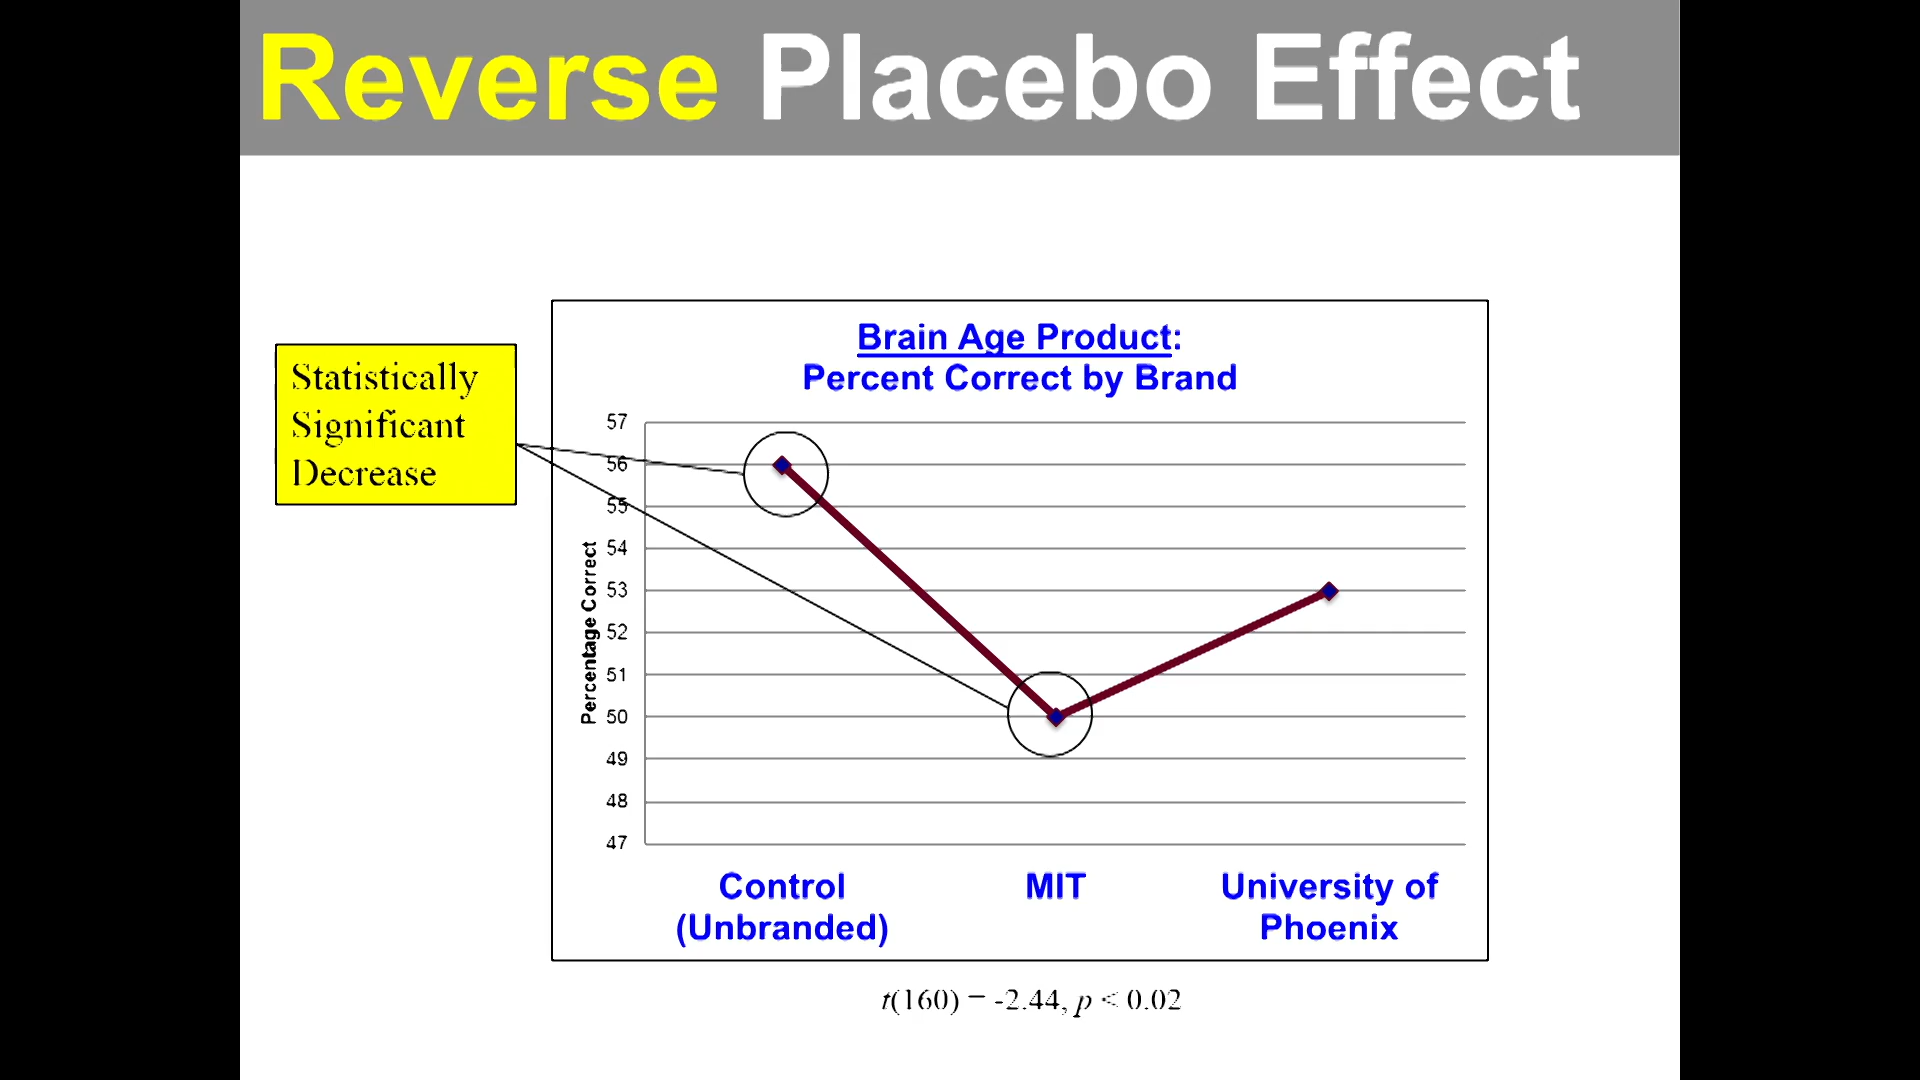 Reverse Placebo Effect
Statistically
Significant
Decrease
Brain Age Product:
Percent Correct by Brand
Percentage Correct
57
56
55
54
53
52
51
50
49
48
47
Control
(Unbranded)
MIT
University of
Phoenix
t(160) = -2.44, p < 0.02